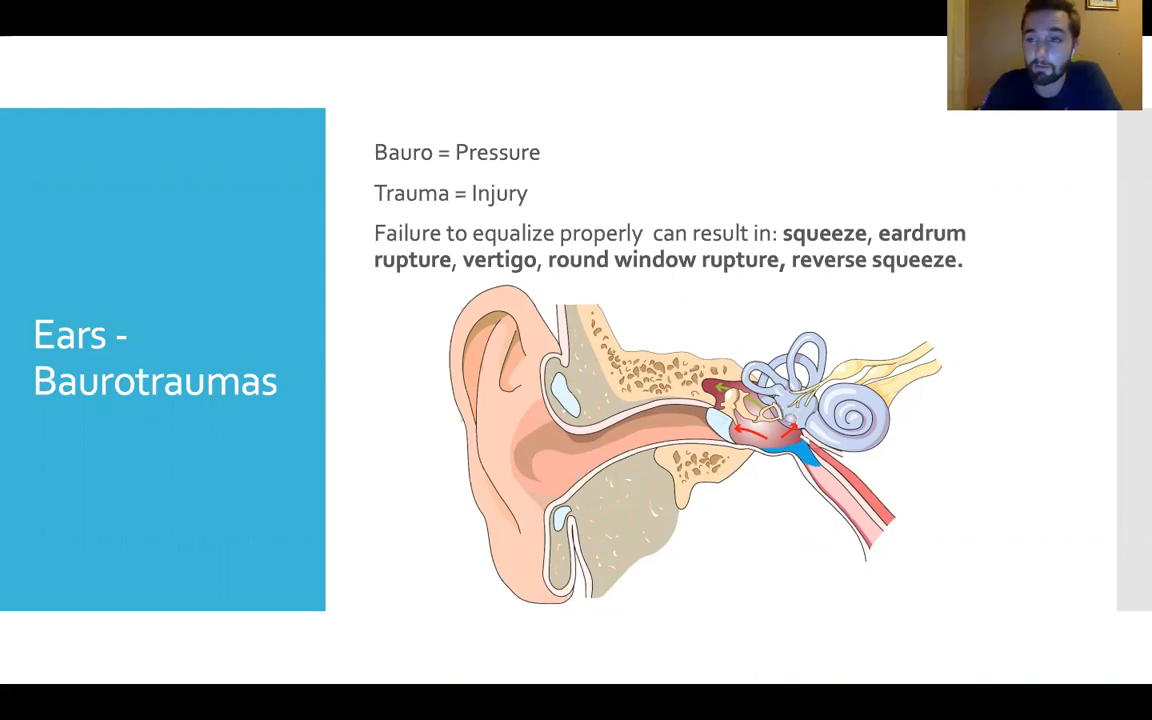 Bauro = Pressure
Trauma = Injury
Failure to equalize properly  can result in: squeeze, eardrum
rupture, vertigo, round window rupture, reverse squeeze.
Ears -
Baurotraumas